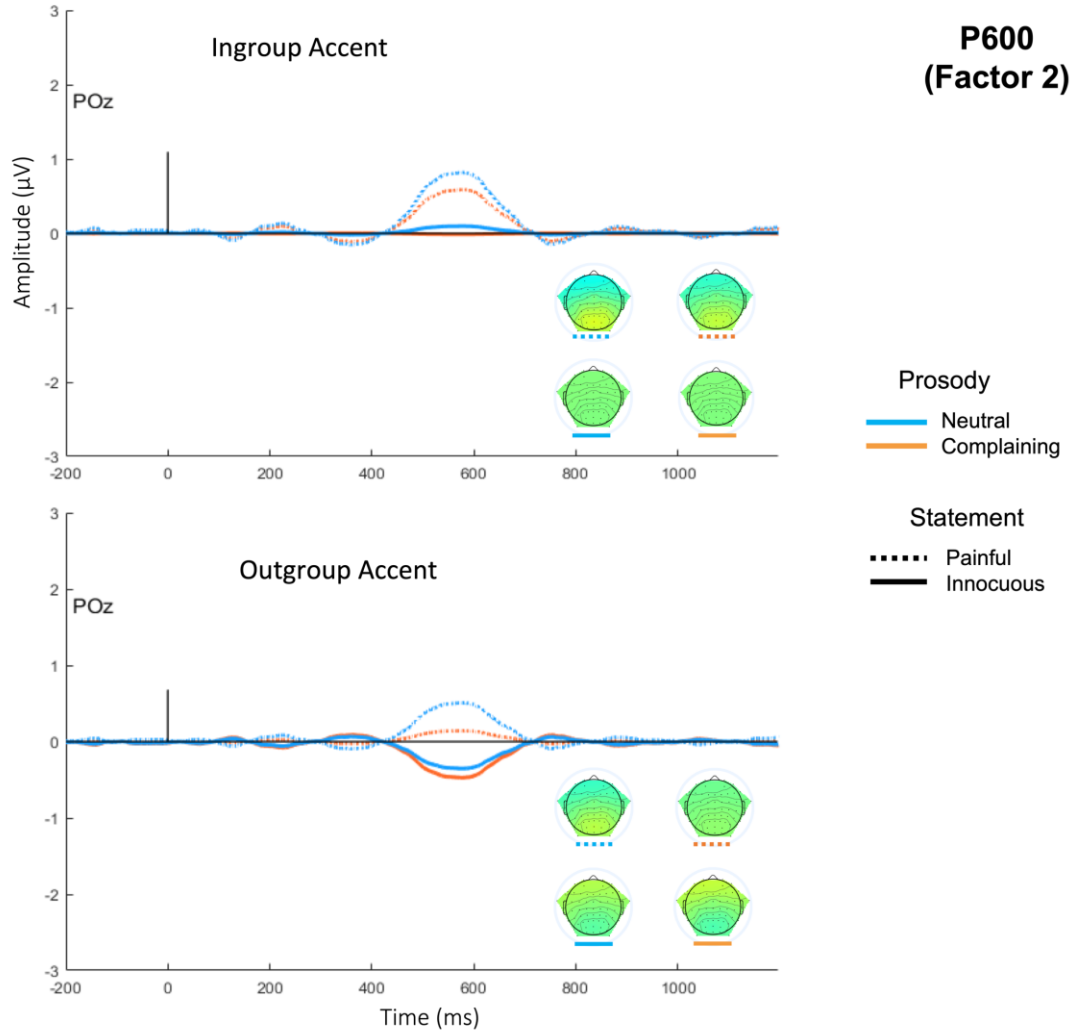 P600
(Factor 2)
Ingroup Accent
POz
Amplitude (µV)
3
2
1
0
-1
-2
-3
-200 0 200 400 600 800 1000
Prosody
Neutral
Complaining
Statement
Painful
Innocuous
Outgroup Accent
POz
3
2
1
0
-1
-2
-3
-200 0 200 400 600 800 1000
Time (ms)